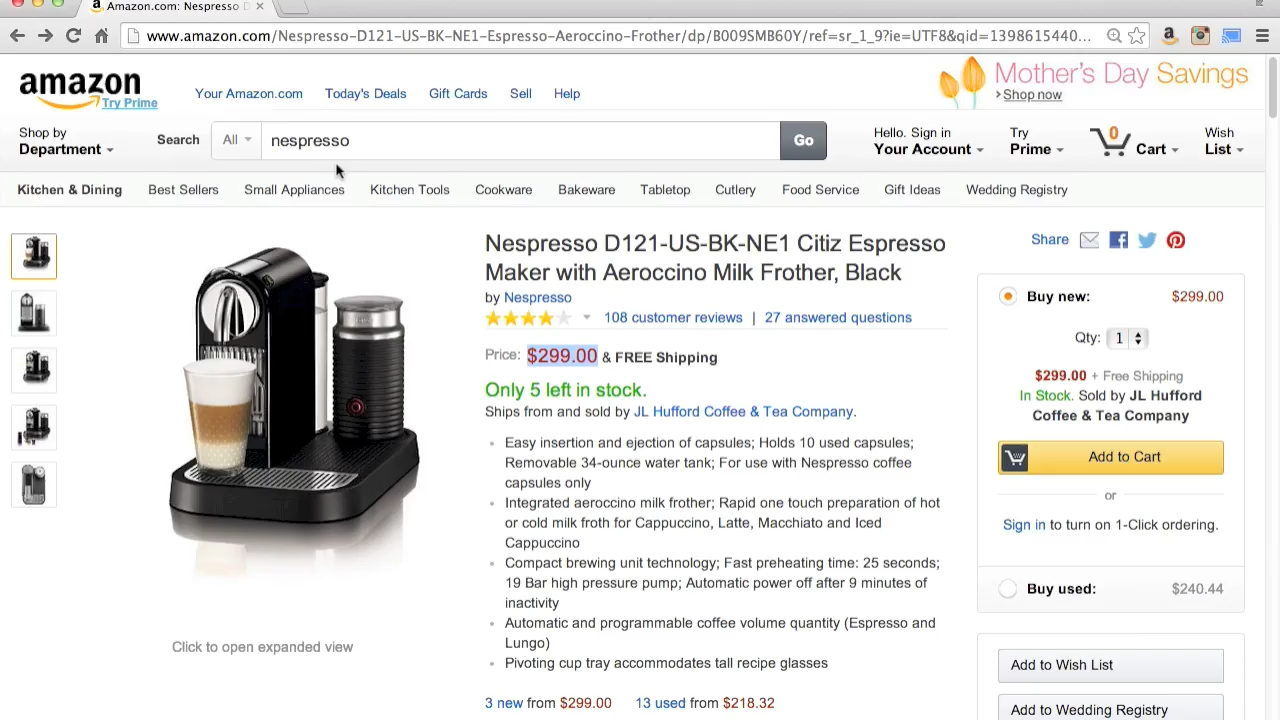 Amazon.com: Nespresso D
www.amazon.com/Nespresso-D121-US-BK-NE1-Espresso-Aeroccino-Frother/dp/B009SMB60Y/ref=sr_1_9?ie=UTF8&qid=1398615440...
amazon
Try Prime
Your Amazon.com Today's Deals Gift Cards Sell Help
Mother's Day Savings
Shop now
Shop by
Department
Search All nespresso Go
Hello. Sign in
Your Account
Try
Prime
0
Cart
Wish
List
Kitchen & Dining Best Sellers Small Appliances Kitchen Tools Cookware Bakeware Tabletop Cutlery Food Service Gift Ideas Wedding Registry
Nespresso D121-US-BK-NE1 Citiz Espresso
Maker with Aeroccino Milk Frother, Black
by Nespresso
108 customer reviews | 27 answered questions
Price: $299.00 & FREE Shipping
Only 5 left in stock.
Ships from and sold by JL Hufford Coffee & Tea Company.
Easy insertion and ejection of capsules; Holds 10 used capsules;
Removable 34-ounce water tank; For use with Nespresso coffee
capsules only
Integrated aeroccino milk frother; Rapid one touch preparation of hot
or cold milk froth for Cappuccino, Latte, Macchiato and Iced
Cappuccino
Compact brewing unit technology; Fast preheating time: 25 seconds;
19 Bar high pressure pump; Automatic power off after 9 minutes of
inactivity
Automatic and programmable coffee volume quantity (Espresso and
Lungo)
Pivoting cup tray accommodates tall recipe glasses
3 new from $299.00 13 used from $218.32
Click to open expanded view
Share
Buy new: $299.00
Qty: 1
$299.00 + Free Shipping
In Stock. Sold by JL Hufford
Coffee & Tea Company
Add to Cart
or
Sign in to turn on 1-Click ordering.
Buy used: $240.44
Add to Wish List
Add to Wedding Registry